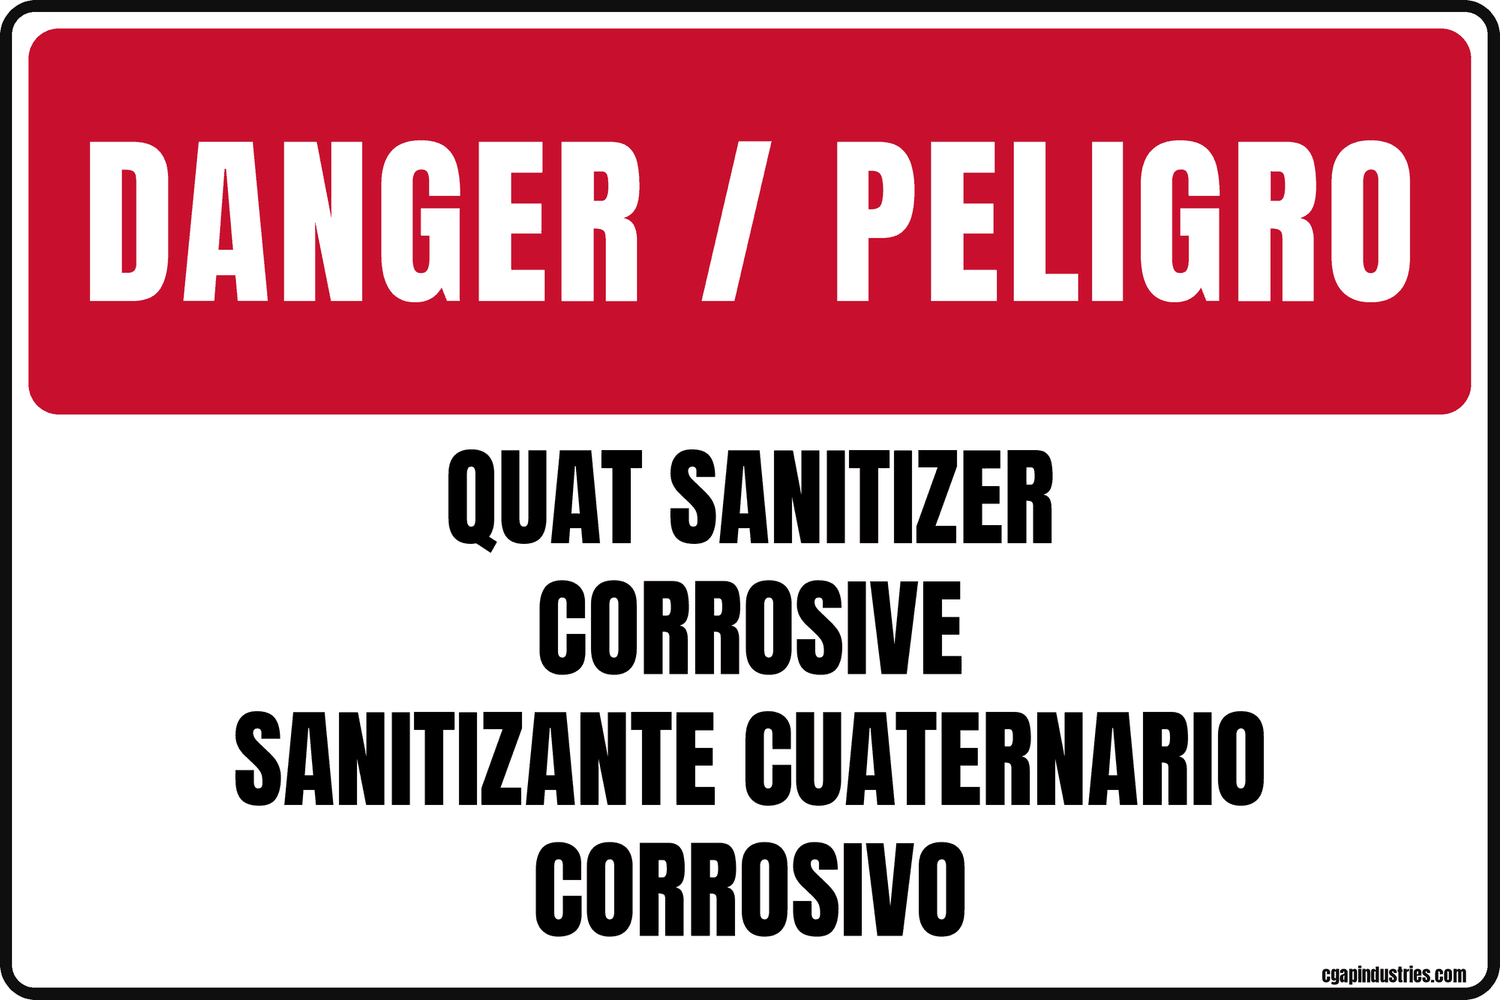 DANGER / PELIGRO
QUAT SANITIZER
CORROSIVE
SANITIZANTE CUATERNARIO
CORROSIVO
cgapindustries.com